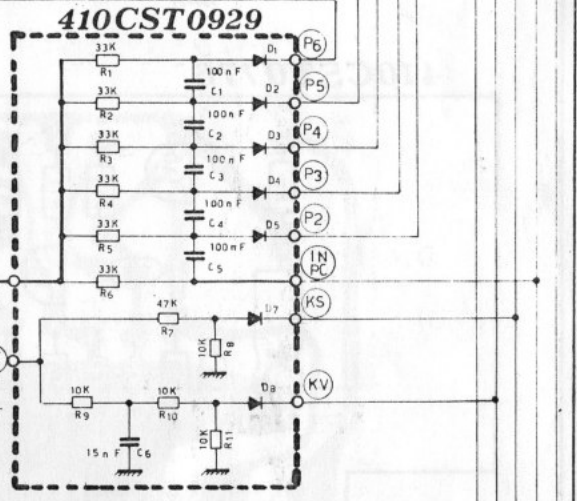 410CST0929
33K R1 100nF C1 D1 P6
33K R2 100nF C2 D2 P5
33K R3 100nF C3 D3 P4
33K R4 100nF C4 D4 P3
33K R5 100nF C5 D5 P2
33K R6 IN PC
47K R7 10K R8 D7 KS
10K R9 15nF C6 10K R10 10K R11 D8 KV